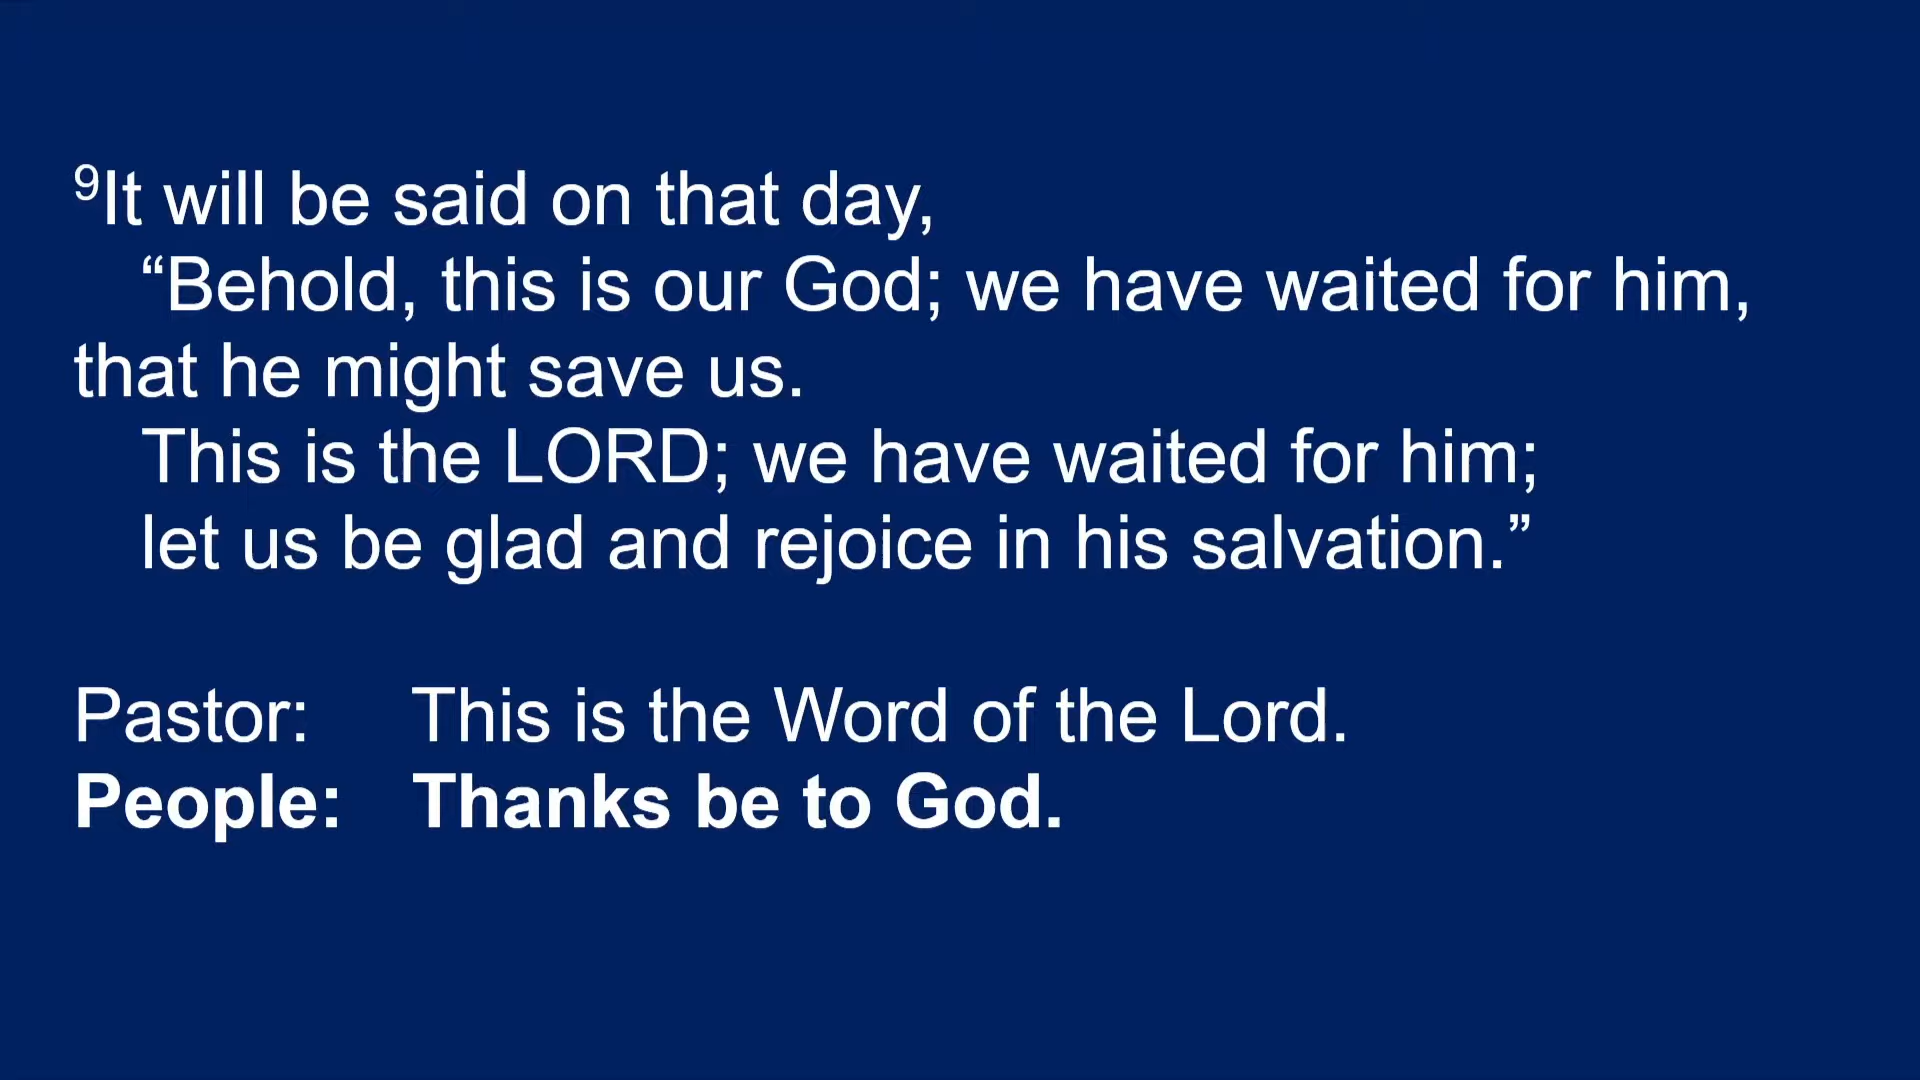 ⁹It will be said on that day,
“Behold, this is our God; we have waited for him,
that he might save us.
This is the LORD; we have waited for him;
let us be glad and rejoice in his salvation.”
Pastor: This is the Word of the Lord.
People: Thanks be to God.